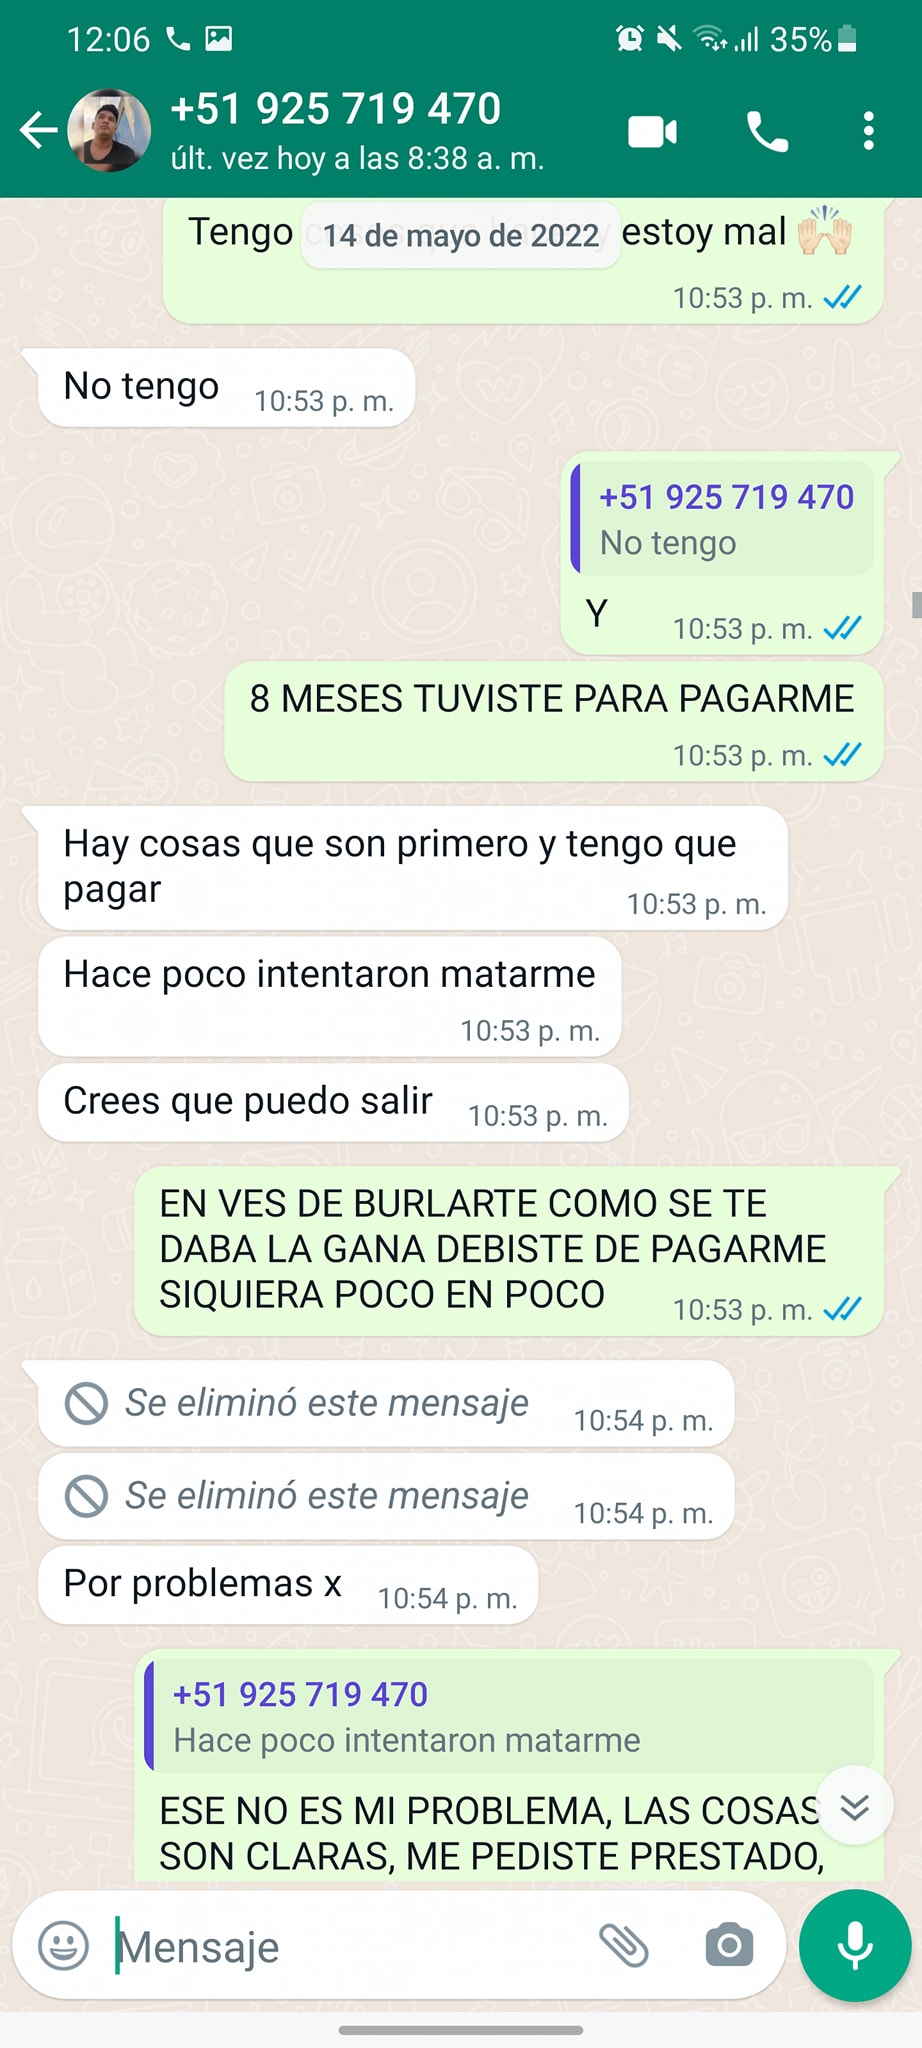 12:06
35%
+51 925 719 470
últ. vez hoy a las 8:38 a. m.
Tengo
14 de mayo de 2022
estoy mal 🙌🏻
10:53 p. m.
No tengo 10:53 p. m.
+51 925 719 470
No tengo
Y 10:53 p. m.
8 MESES TUVISTE PARA PAGARME
10:53 p. m.
Hay cosas que son primero y tengo que
pagar 10:53 p. m.
Hace poco intentaron matarme
10:53 p. m.
Crees que puedo salir 10:53 p. m.
EN VES DE BURLARTE COMO SE TE
DABA LA GANA DEBISTE DE PAGARME
SIQUIERA POCO EN POCO 10:53 p. m.
Se eliminó este mensaje 10:54 p. m.
Se eliminó este mensaje 10:54 p. m.
Por problemas x 10:54 p. m.
+51 925 719 470
Hace poco intentaron matarme
ESE NO ES MI PROBLEMA, LAS COSAS
SON CLARAS, ME PEDISTE PRESTADO,
Mensaje